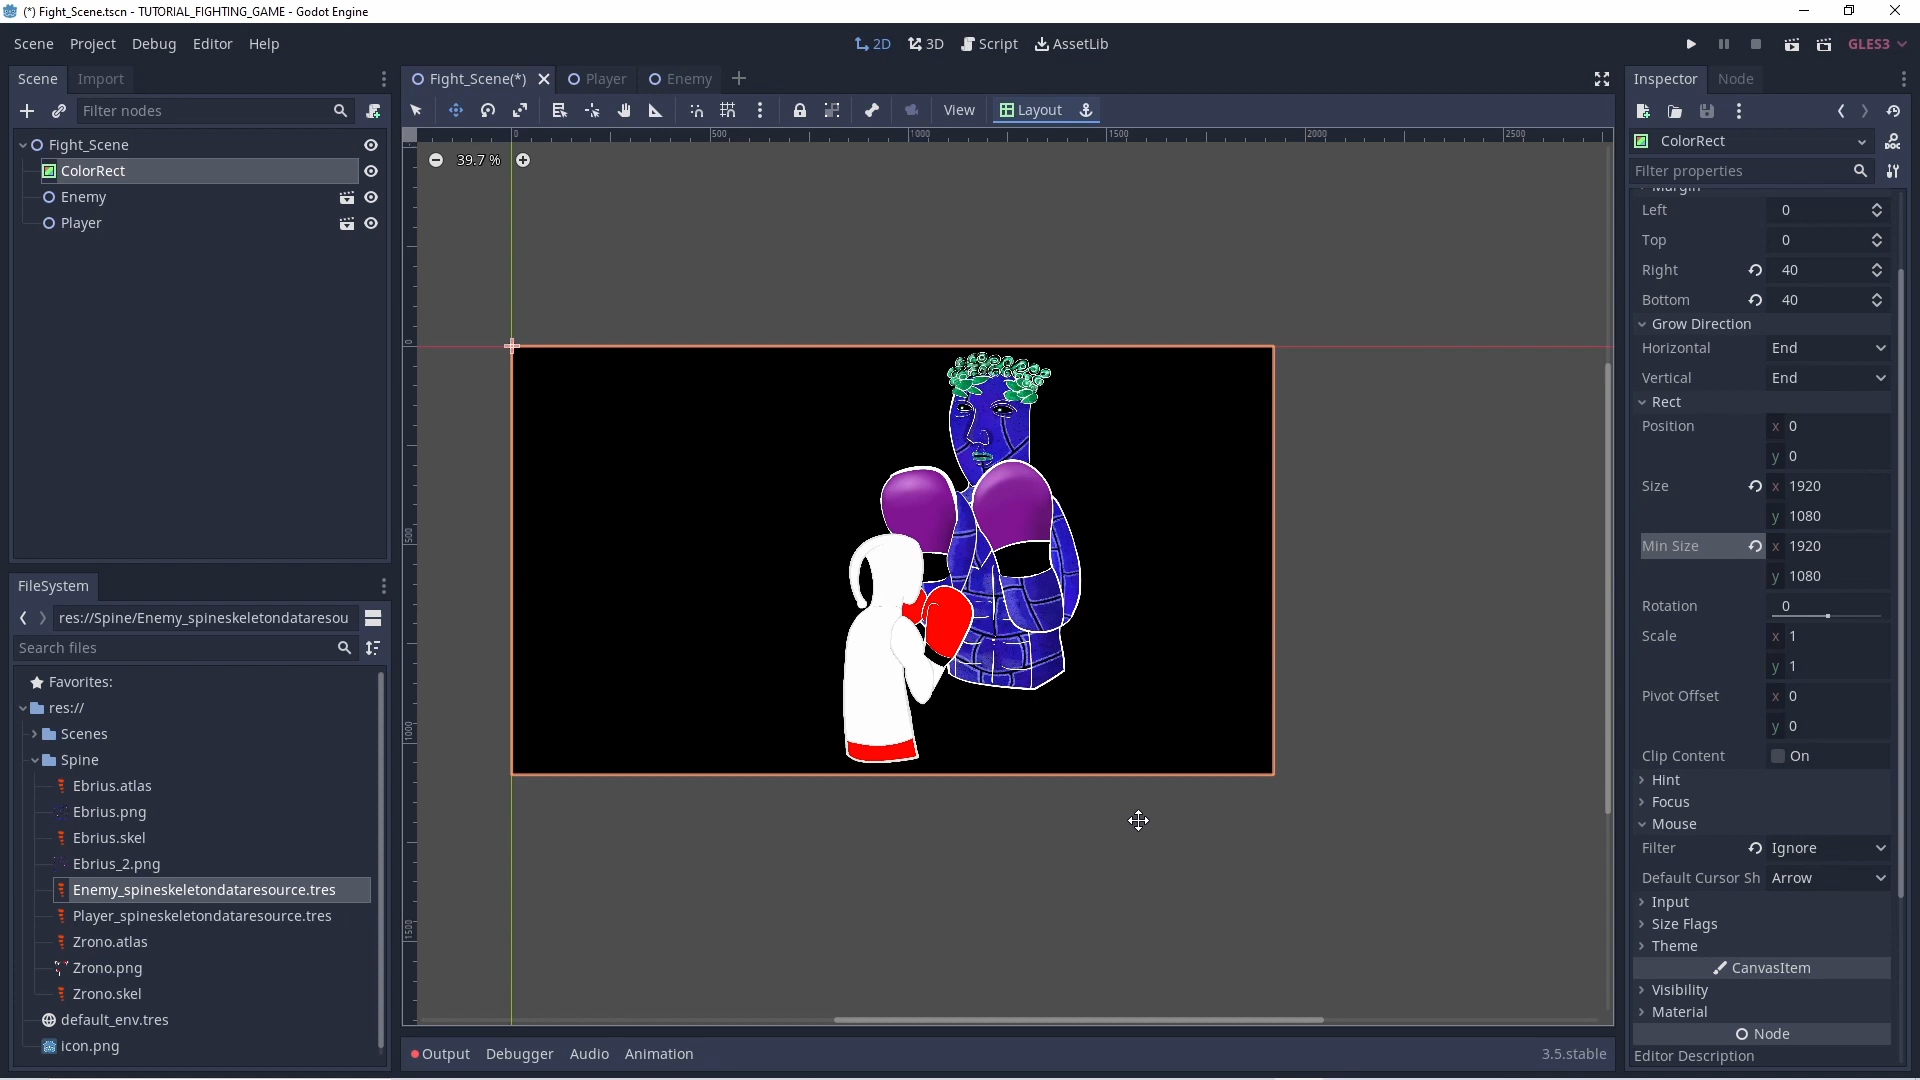 (*) Fight_Scene.tscn - TUTORIAL_FIGHTING_GAME - Godot Engine
Scene Project Debug Editor Help
2D 3D Script AssetLib
GLES3
Scene Import
Filter nodes
Fight_Scene
ColorRect
Enemy
Player
FileSystem
res://Spine/Enemy_spineskeletondataresou
Search files
Favorites:
res://
Scenes
Spine
Ebrius.atlas
Ebrius.png
Ebrius.skel
Ebrius_2.png
Enemy_spineskeletondataresource.tres
Player_spineskeletondataresource.tres
Zrono.atlas
Zrono.png
Zrono.skel
default_env.tres
icon.png
Fight_Scene(*) Player Enemy
View Layout
0 500 1000 1500 2000 2500
39.7 %
0
500
1000
1500
Output Debugger Audio Animation 3.5.stable
Inspector Node
ColorRect
Filter properties
Margin
Left 0
Top 0
Right 40
Bottom 40
Grow Direction
Horizontal End
Vertical End
Rect
Position x 0
y 0
Size x 1920
y 1080
Min Size x 1920
y 1080
Rotation 0
Scale x 1
y 1
Pivot Offset x 0
y 0
Clip Content On
Hint
Focus
Mouse
Filter Ignore
Default Cursor Sh Arrow
Input
Size Flags
Theme
CanvasItem
Visibility
Material
Node
Editor Description